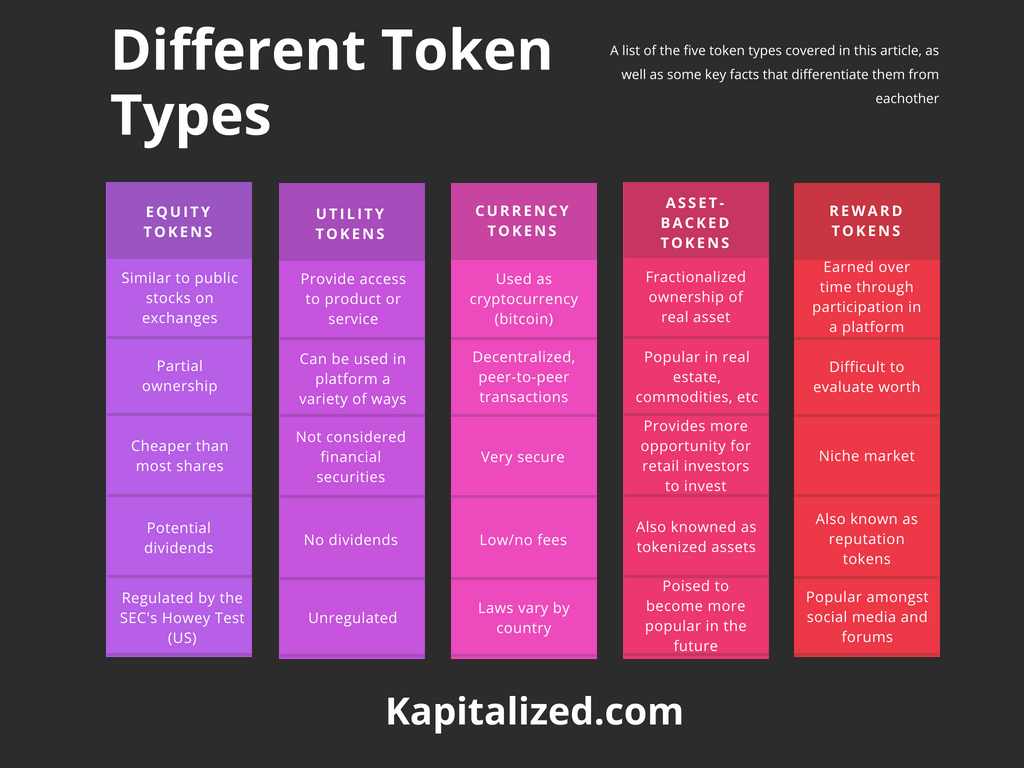 Different Token
Types
A list of the five token types covered in this article, as
well as some key facts that differentiate them from
eachother
EQUITY
TOKENS
Similar to public
stocks on
exchanges
Partial
ownership
Cheaper than
most shares
Potential
dividends
Regulated by the
SEC's Howey Test
(US)
UTILITY
TOKENS
Provide access
to product or
service
Can be used in
platform a
variety of ways
Not considered
financial
securities
No dividends
Unregulated
CURRENCY
TOKENS
Used as
cryptocurrency
(bitcoin)
Decentralized,
peer-to-peer
transactions
Very secure
Low/no fees
Laws vary by
country
ASSET-
BACKED
TOKENS
Fractionalized
ownership of
real asset
Popular in real
estate,
commodities, etc
Provides more
opportunity for
retail investors
to invest
Also knowned as
tokenized assets
Poised to
become more
popular in the
future
REWARD
TOKENS
Earned over
time through
participation in
a platform
Difficult to
evaluate worth
Niche market
Also known as
reputation
tokens
Popular amongst
social media and
forums
Kapitalized.com